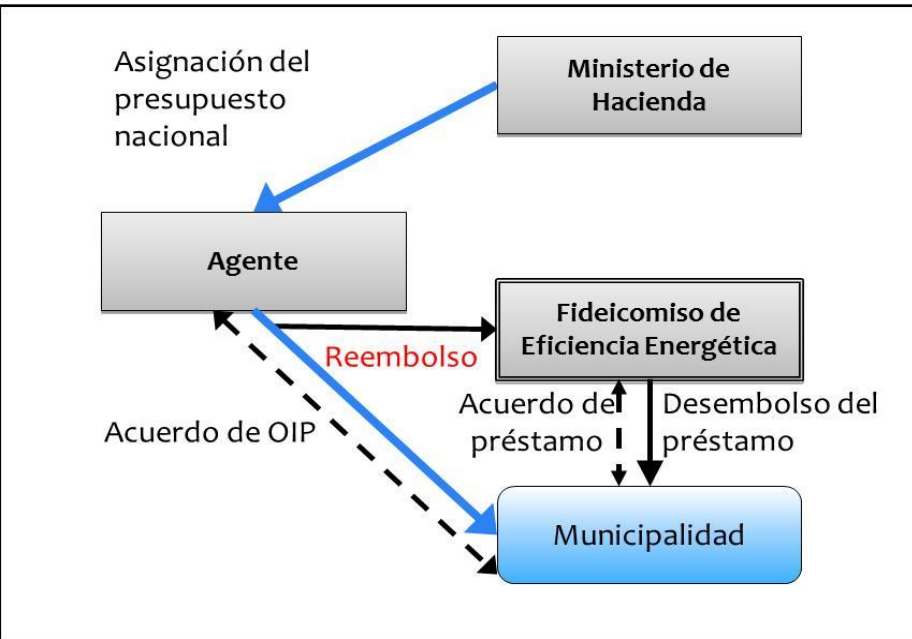 Asignación del
presupuesto
nacional
Ministerio de
Hacienda
Agente
Fideicomiso de
Eficiencia Energética
Reembolso
Acuerdo de OIP
Acuerdo de
préstamo
Desembolso del
préstamo
Municipalidad